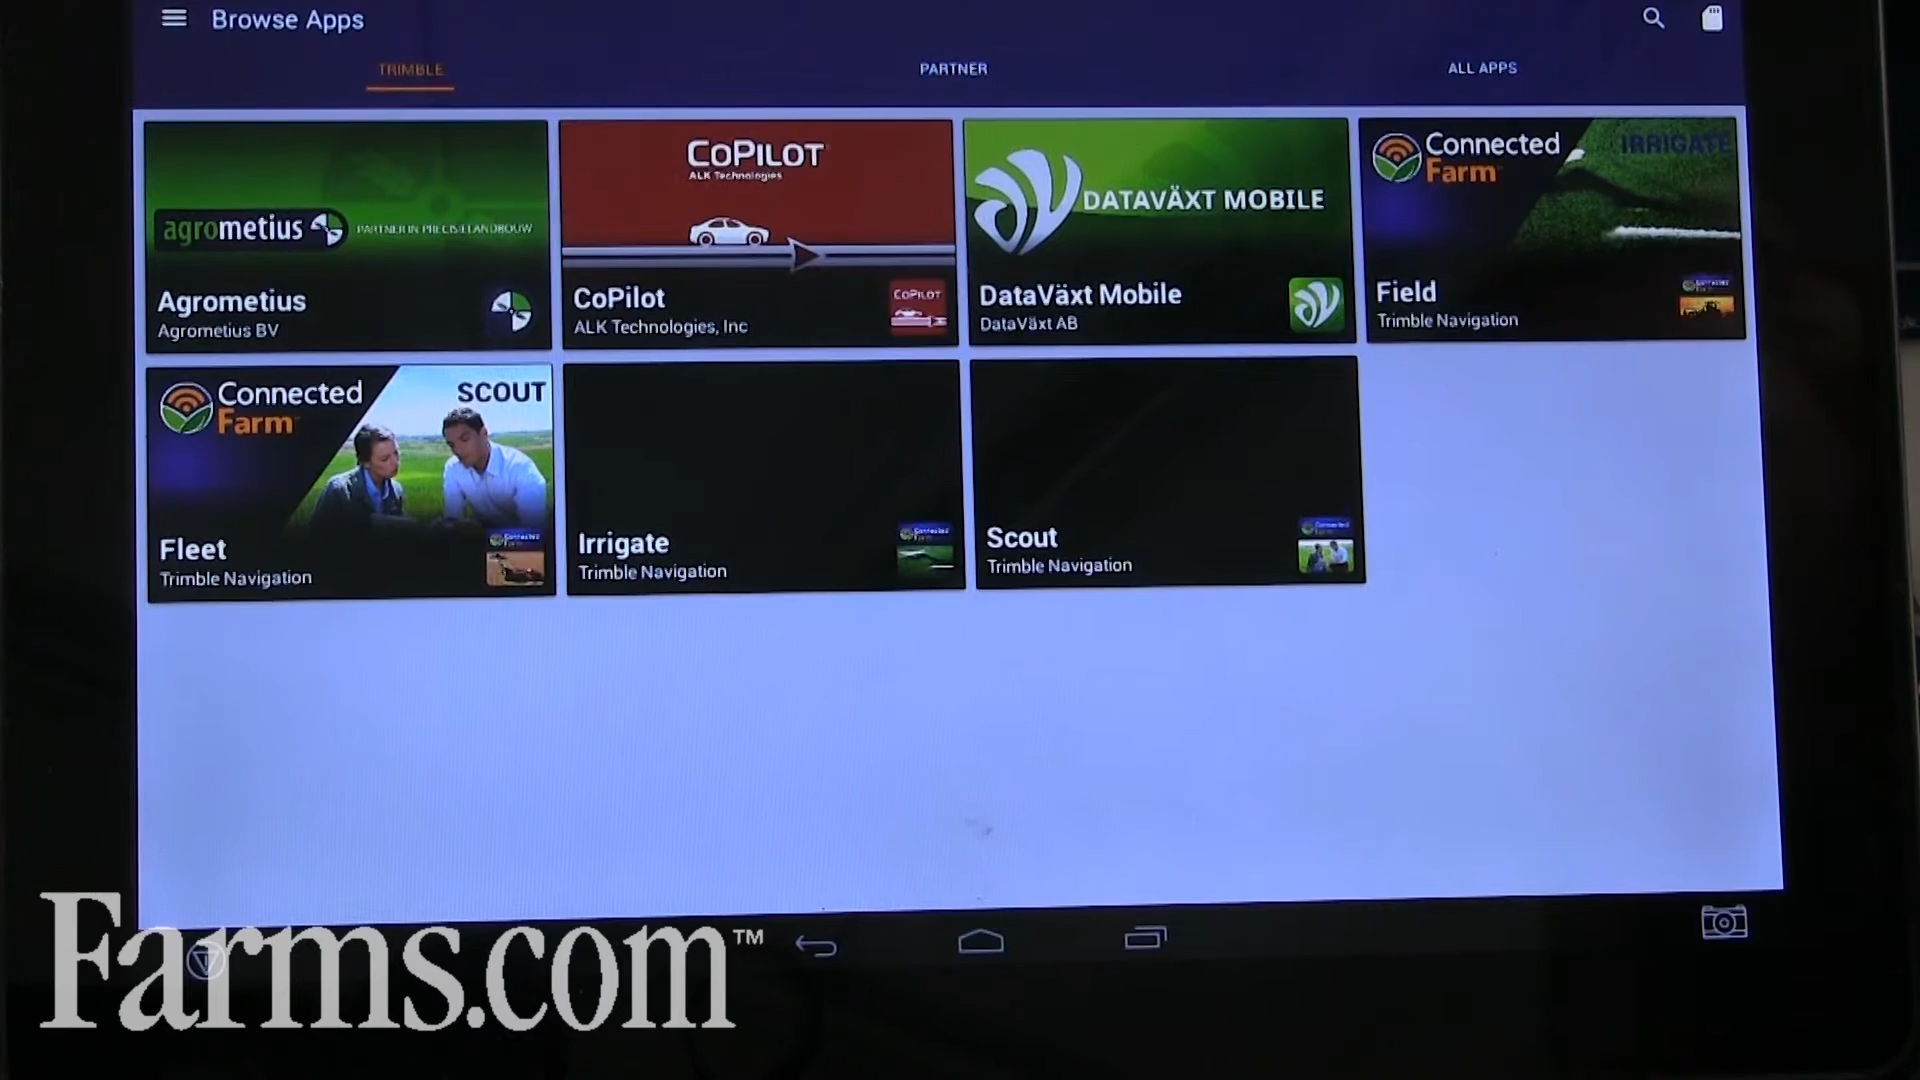 Browse Apps
TRIMBLE
PARTNER
ALL APPS
agrometius
PARTNER IN PRECISIELANDBOUW
Agrometius
Agrometius BV
COPILOT
ALK Technologies
CoPilot
ALK Technologies, Inc
COPILOT
DATAVÄXT MOBILE
DataVäxt Mobile
DataVäxt AB
Connected
Farm
IRRIGATE
Field
Trimble Navigation
Connected
Farm
SCOUT
Fleet
Trimble Navigation
Irrigate
Trimble Navigation
Scout
Trimble Navigation
Farms.com™